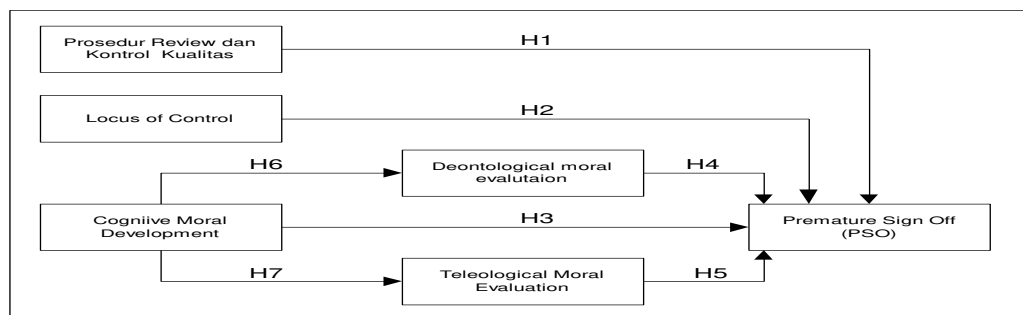 Prosedur Review dan
Kontrol Kualitas
H1
Locus of Control
H2
H6
Deontological moral
evalutaion
H4
Cogniive Moral
Development
H3
Premature Sign Off
(PSO)
H7
Teleological Moral
Evaluation
H5